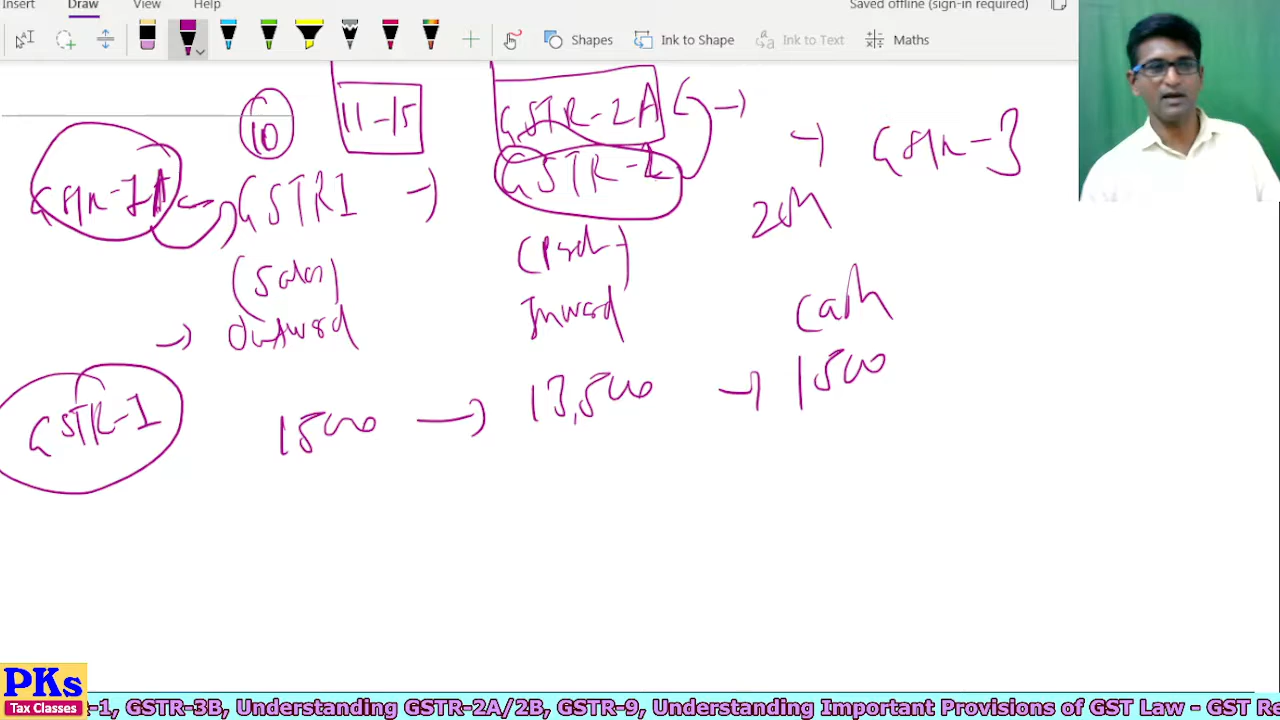 Insert Draw View Help Saved offline (sign-in required)
Shapes Ink to Shape Ink to Text Maths
10 11-15 GSTR-2A
GSTR-1A GSTR1 GSTR-2 GSTR-3
20th
(Sales)
Outward Inward cash
GSTR-1 1500 13,500 1500
PKs
Tax Classes
R-1, GSTR-3B, Understanding GSTR-2A/2B, GSTR-9, Understanding Important Provisions of GST Law - GST Re